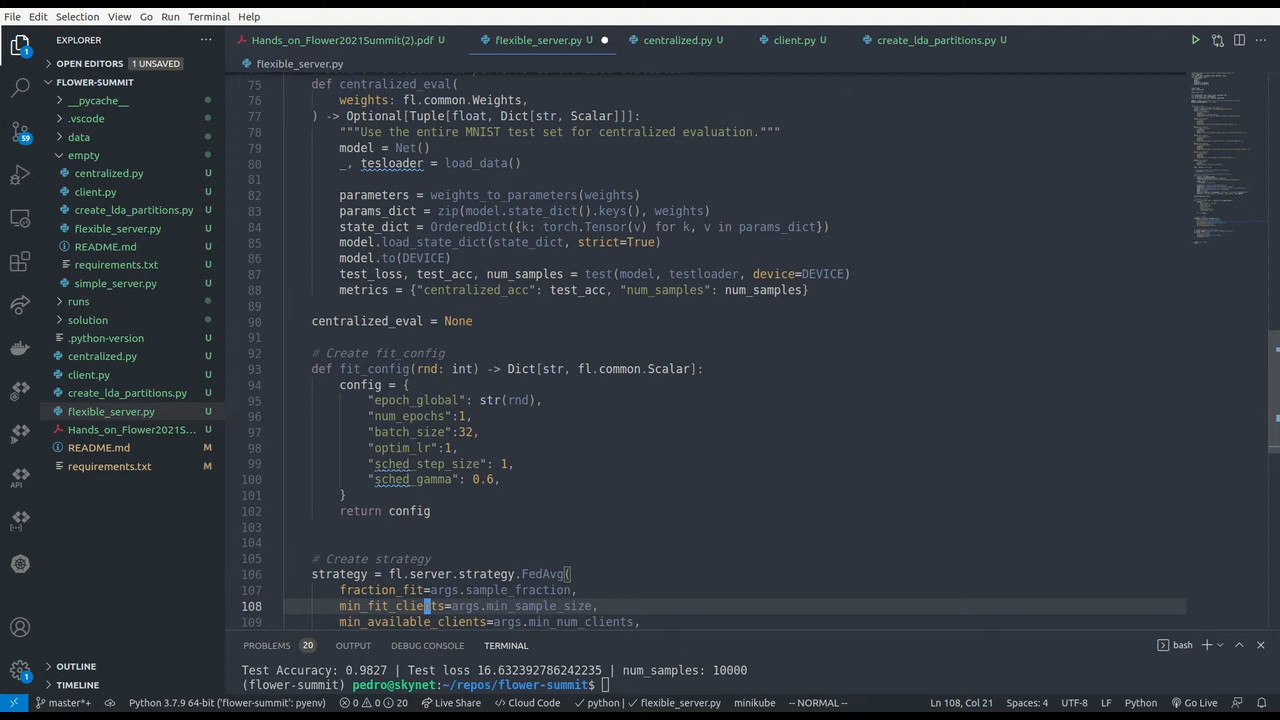 File Edit Selection View Go Run Terminal Help
EXPLORER
OPEN EDITORS 1 UNSAVED
FLOWER-SUMMIT
__pycache__
.vscode
data
empty
centralized.py U
client.py U
create_lda_partitions.py U
flexible_server.py U
README.md U
requirements.txt U
simple_server.py U
runs
solution
.python-version U
centralized.py U
client.py U
create_lda_partitions.py U
flexible_server.py U
Hands_on_Flower2021S... U
README.md M
requirements.txt M
OUTLINE
TIMELINE
1
59
1
API
Hands_on_Flower2021Summit(2).pdf U
flexible_server.py U
centralized.py U
client.py U
create_lda_partitions.py U
flexible_server.py
75 def centralized_eval(
76 weights: fl.common.Weights,
77 ) -> Optional[Tuple[float, Dict[str, Scalar]]]:
78 """Use the entire MNIST test set for centralized evaluation."""
79 model = Net()
80 _, tesloader = load_data()
81
82 parameters = weights_to_parameters(weights)
83 params_dict = zip(model.state_dict().keys(), weights)
84 state_dict = OrderedDict({k: torch.Tensor(v) for k, v in params_dict})
85 model.load_state_dict(state_dict, strict=True)
86 model.to(DEVICE)
87 test_loss, test_acc, num_samples = test(model, testloader, device=DEVICE)
88 metrics = {"centralized_acc": test_acc, "num_samples": num_samples}
89
90 centralized_eval = None
91
92 # Create fit_config
93 def fit_config(rnd: int) -> Dict[str, fl.common.Scalar]:
94 config = {
95 "epoch_global": str(rnd),
96 "num_epochs":1,
97 "batch_size":32,
98 "optim_lr":1,
99 "sched_step_size": 1,
100 "sched_gamma": 0.6,
101 }
102 return config
103
104
105 # Create strategy
106 strategy = fl.server.strategy.FedAvg(
107 fraction_fit=args.sample_fraction,
108 min_fit_clients=args.min_sample_size,
109 min_available_clients=args.min_num_clients,
PROBLEMS 20 OUTPUT DEBUG CONSOLE TERMINAL
bash
Test Accuracy: 0.9827 | Test loss 16.632392786242235 | num_samples: 10000
(flower-summit) pedro@skynet:~/repos/flower-summit$
master*+ Python 3.7.9 64-bit ('flower-summit': pyenv) 0 0 20 Live Share Cloud Code python | flexible_server.py minikube -- NORMAL -- Ln 108, Col 21 Spaces: 4 UTF-8 LF Python Go Live